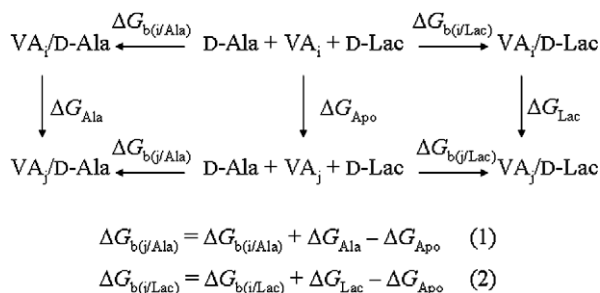 VA_i/D-Ala ΔG_b(i/Ala) D-Ala + VA_i + D-Lac ΔG_b(i/Lac) VA_i/D-Lac
ΔG_Ala ΔG_Apo ΔG_Lac
VA_j/D-Ala ΔG_b(j/Ala) D-Ala + VA_j + D-Lac ΔG_b(j/Lac) VA_j/D-Lac
ΔG_b(j/Ala) = ΔG_b(i/Ala) + ΔG_Ala – ΔG_Apo (1)
ΔG_b(j/Lac) = ΔG_b(i/Lac) + ΔG_Lac – ΔG_Apo (2)